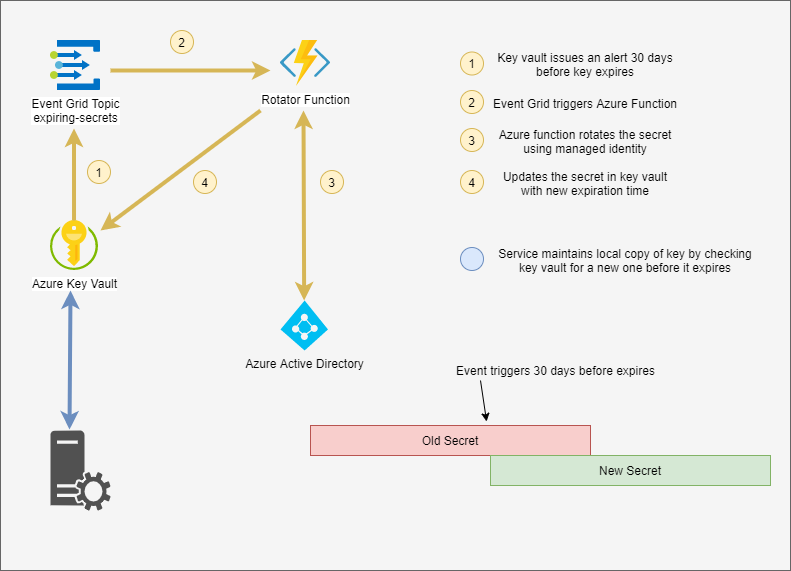 2
Event Grid Topic
expiring-secrets
Rotator Function
1
4
3
Azure Key Vault
Azure Active Directory
1
Key vault issues an alert 30 days
before key expires
2
Event Grid triggers Azure Function
3
Azure function rotates the secret
using managed identity
4
Updates the secret in key vault
with new expiration time
Service maintains local copy of key by checking
key vault for a new one before it expires
Event triggers 30 days before expires
Old Secret
New Secret